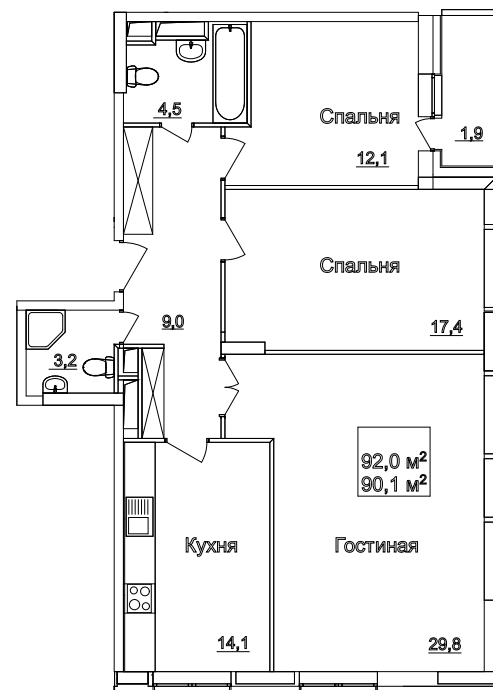 4,5
Спальня
12,1
1,9
Спальня
17,4
9,0
3,2
92,0 м²
90,1 м²
Кухня
14,1
Гостиная
29,8